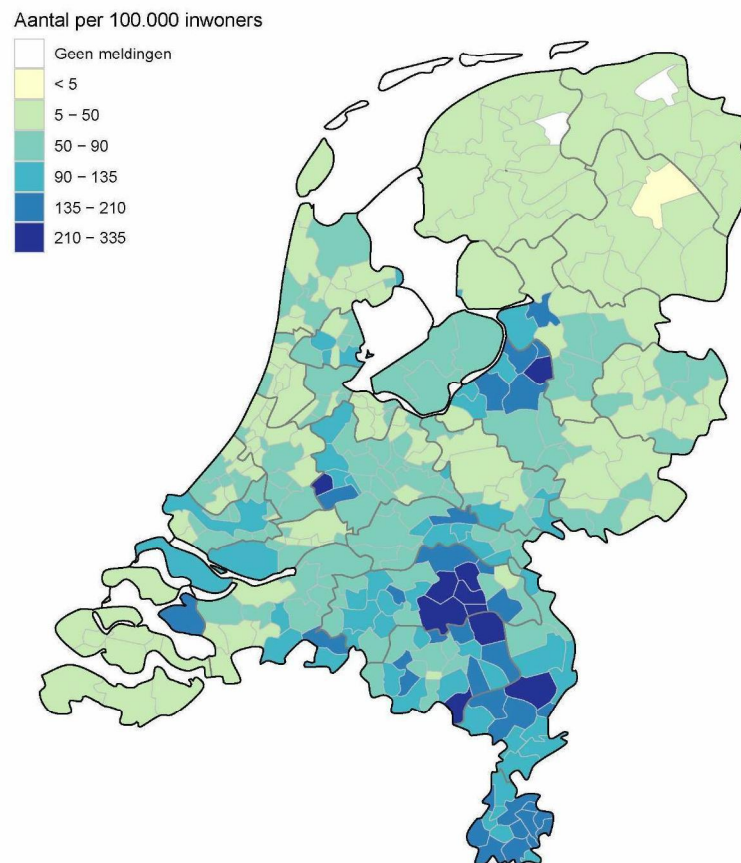 Aantal per 100.000 inwoners
Geen meldingen
< 5
5 – 50
50 – 90
90 – 135
135 – 210
210 – 335